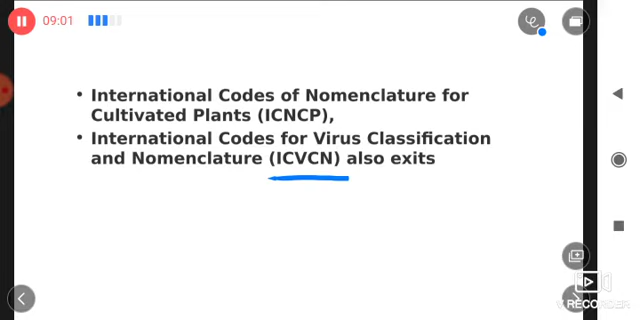 09:01
• International Codes of Nomenclature for
Cultivated Plants (ICNCP),
• International Codes for Virus Classification
and Nomenclature (ICVCN) also exits
V RECORDER